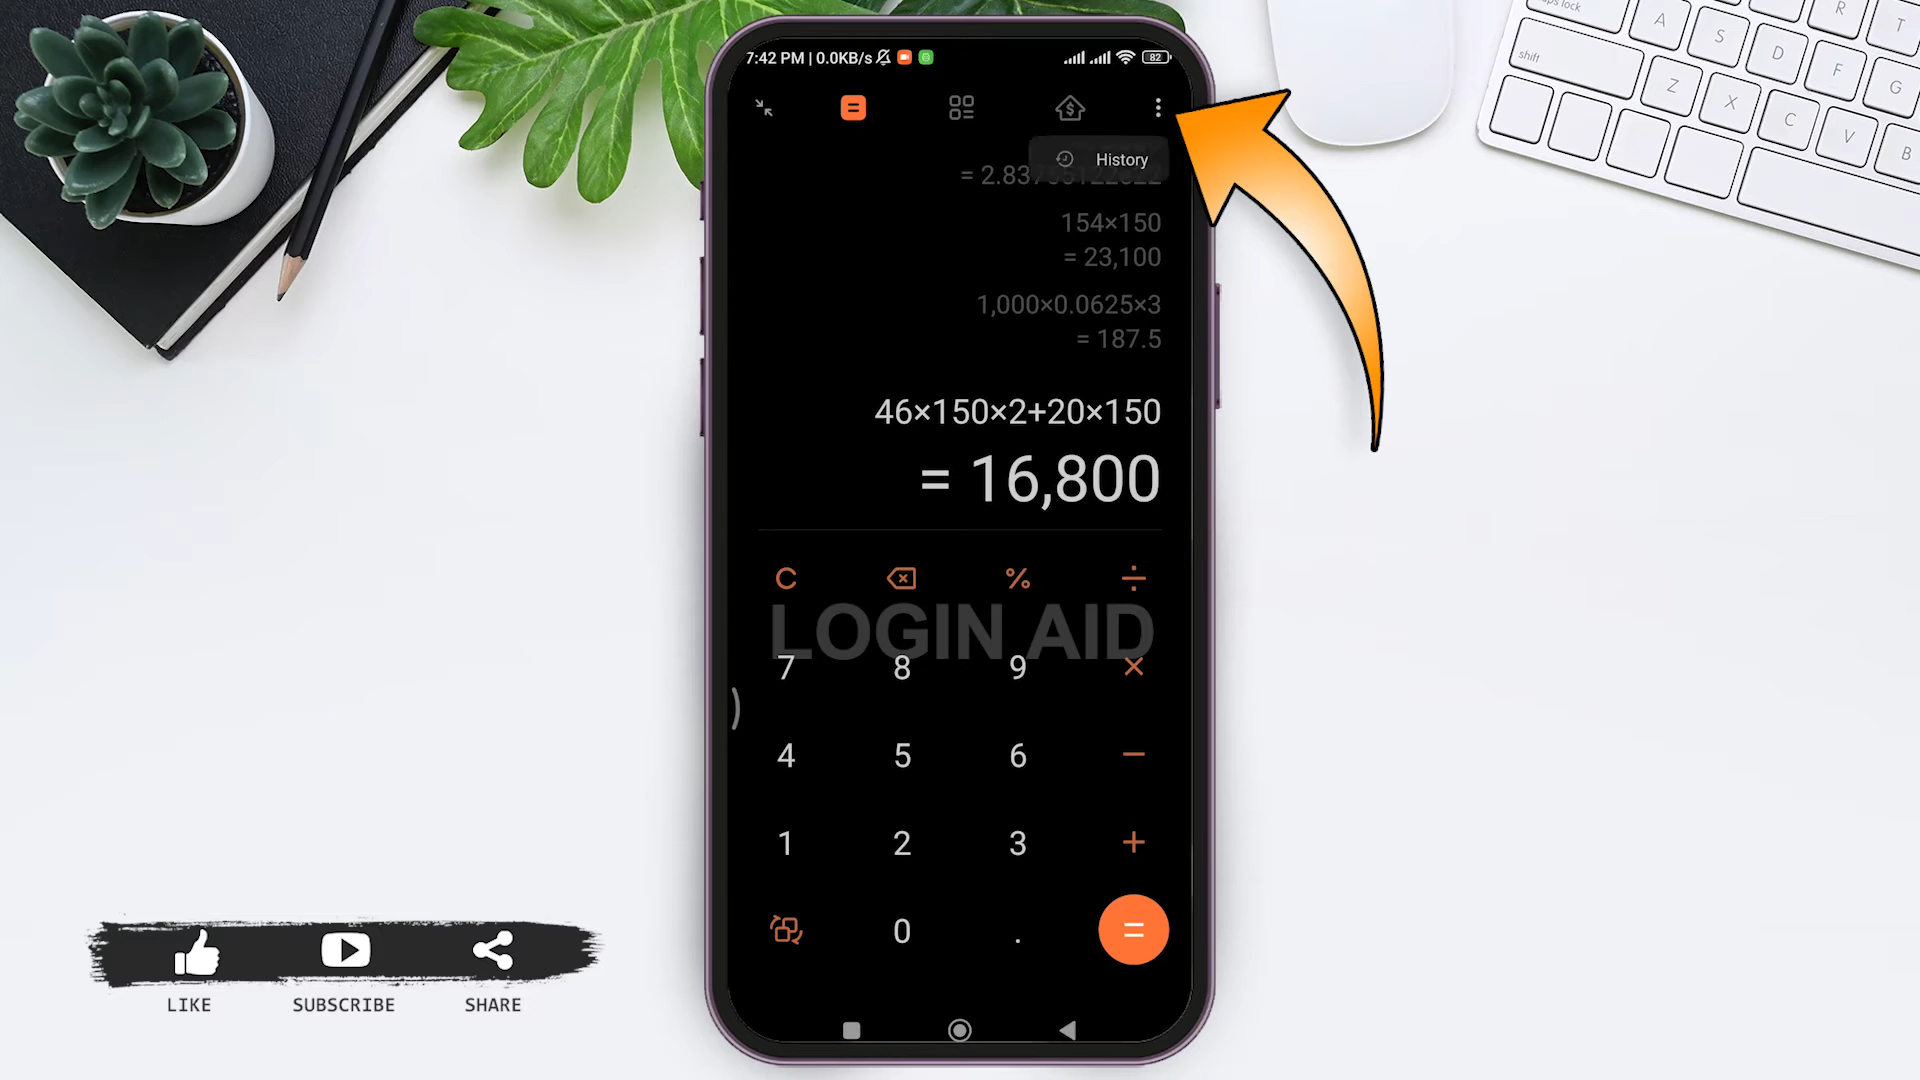 7:42 PM | 0.0KB/s
82
History
154×150
= 23,100
1,000×0.0625×3
= 187.5
46×150×2+20×150
= 16,800
C % ÷
LOGIN AID
7 8 9 ×
4 5 6 −
1 2 3 +
0 . =
LIKE SUBSCRIBE SHARE
shift
A S D F G
Z X C V B
R T